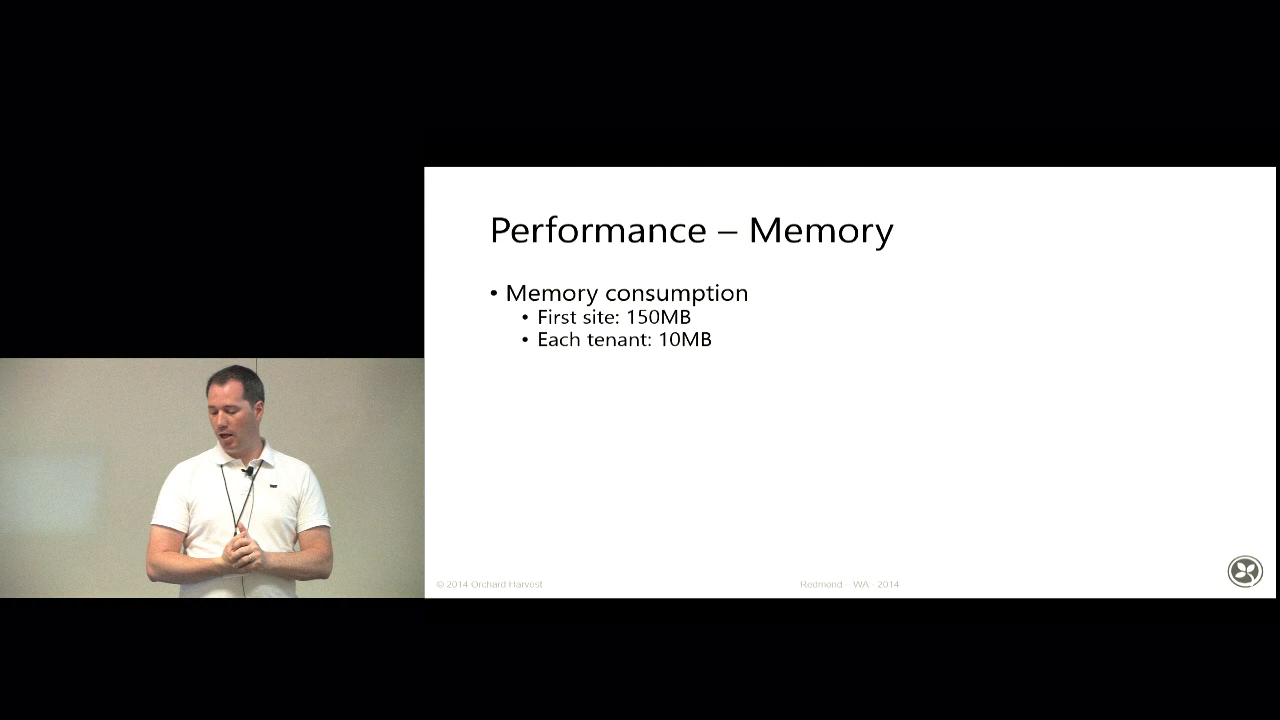 Performance – Memory
• Memory consumption
• First site: 150MB
• Each tenant: 10MB
© 2014 Orchard Harvest
Redmond - WA - 2014